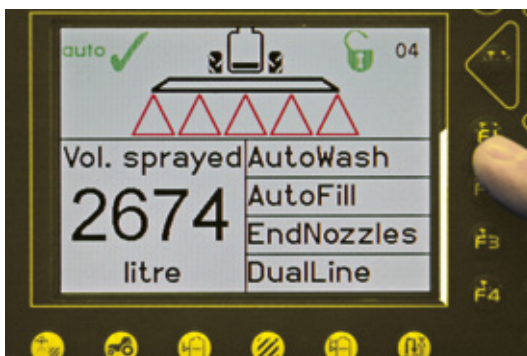 auto 04
Vol. sprayed
2674
litre
AutoWash
AutoFill
EndNozzles
DualLine
F1
F3
F4